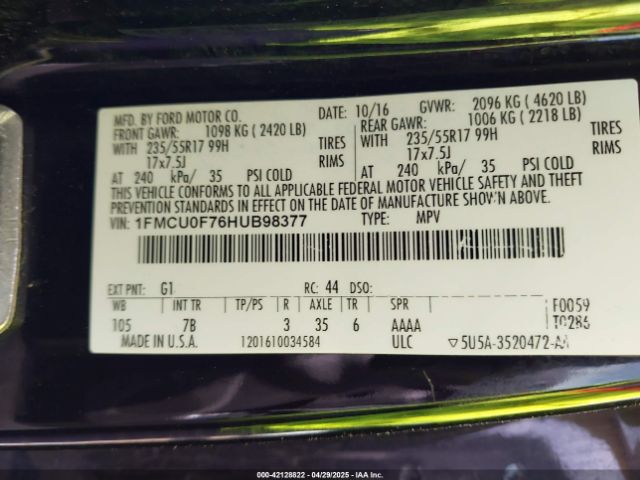 MFD. BY FORD MOTOR CO.
DATE: 10/16 GVWR: 2096 KG ( 4620 LB)
FRONT GAWR: 1098 KG ( 2420 LB)
REAR GAWR: 1006 KG ( 2218 LB)
WITH 235/55R17 99H TIRES
WITH 235/55R17 99H TIRES
17x7.5J RIMS
17x7.5J RIMS
AT 240 kPa/ 35 PSI COLD
AT 240 kPa/ 35 PSI COLD
THIS VEHICLE CONFORMS TO ALL APPLICABLE FEDERAL MOTOR VEHICLE SAFETY AND THEFT
PREVENTION STANDARDS IN EFFECT ON THE DATE OF MANUFACTURE SHOWN ABOVE.
VIN: 1FMCU0F76HUB98377 TYPE: MPV
EXT PNT: G1 RC: 44 DSO:
WB INT TR TP/PS R AXLE TR SPR
105 7B 3 35 6 AAAA
F0059
T0286
MADE IN U.S.A. 1201610034584 ULC ▽5U5A-3520472-AA
000-42128822 - 04/29/2025 - IAA Inc.